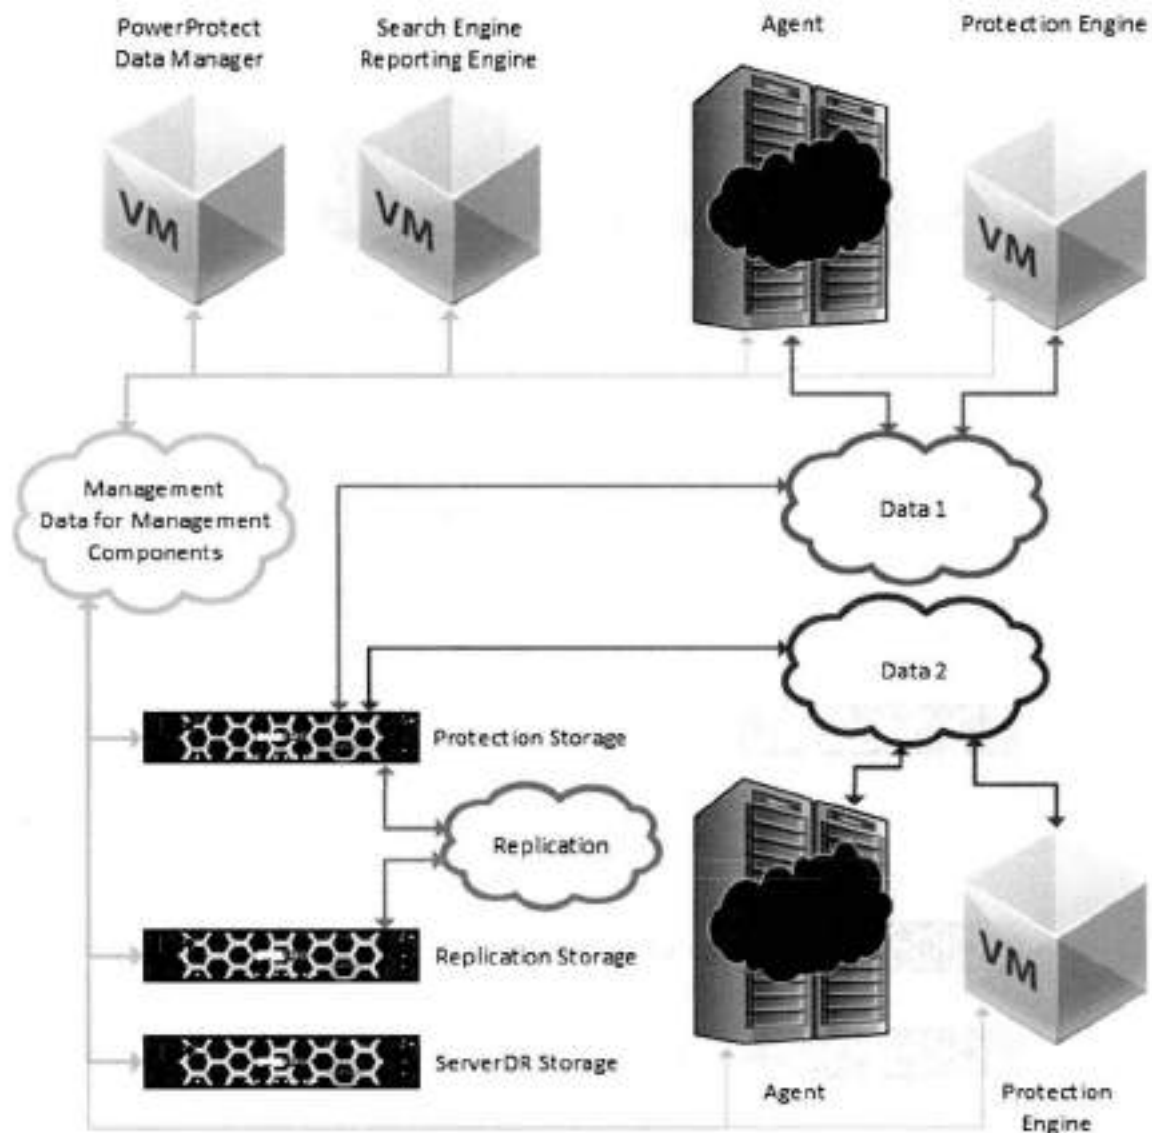 PowerProtect
Data Manager
Search Engine
Reporting Engine
Agent
Protection Engine
VM
VM
VM
Management
Data for Management
Components
Data 1
Data 2
Protection Storage
Replication
VM
Replication Storage
ServerDR Storage
Agent
Protection
Engine